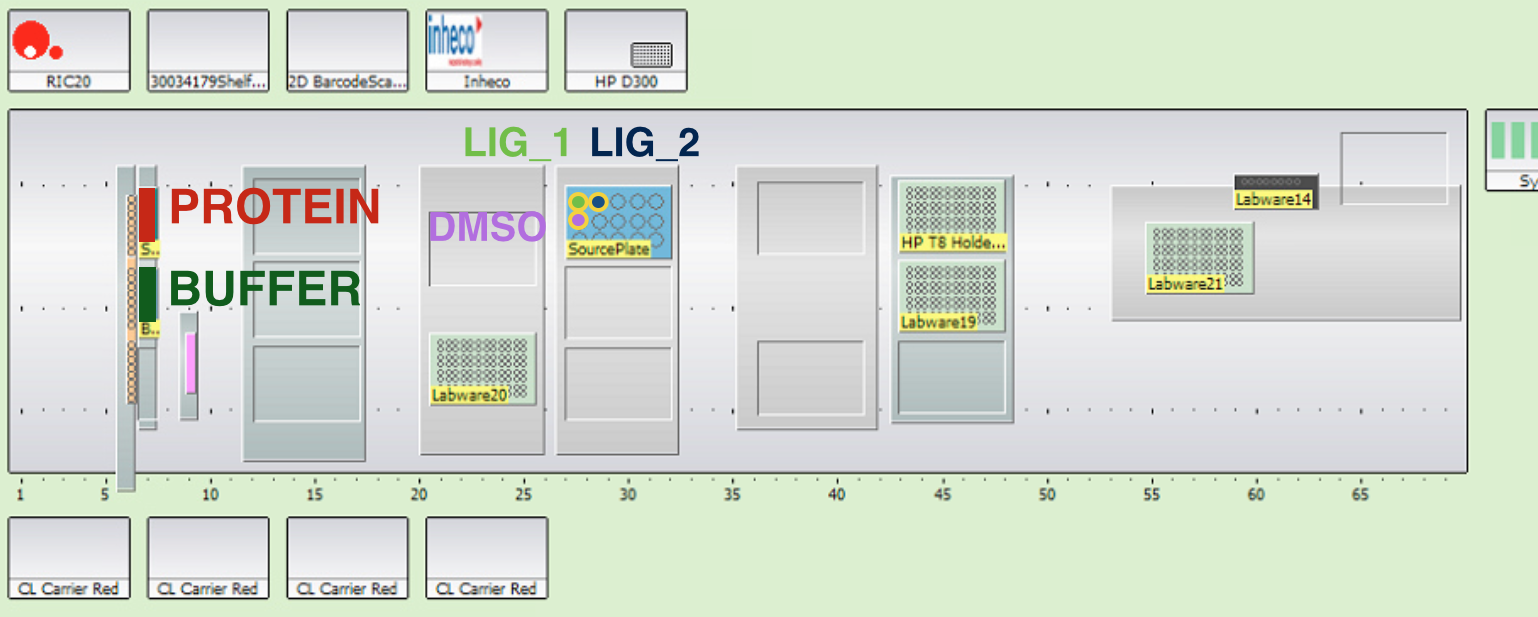 RIC20
30034179Shelf...
2D BarcodeSca...
inheco
Inheco
HP D300
LIG_1 LIG_2
PROTEIN
DMSO
S..
SourcePlate
HP T8 Holde...
Labware14
Sy
BUFFER
B..
Labware19
Labware21
Labware20
1 5 10 15 20 25 30 35 40 45 50 55 60 65
CL Carrier Red
CL Carrier Red
CL Carrier Red
CL Carrier Red